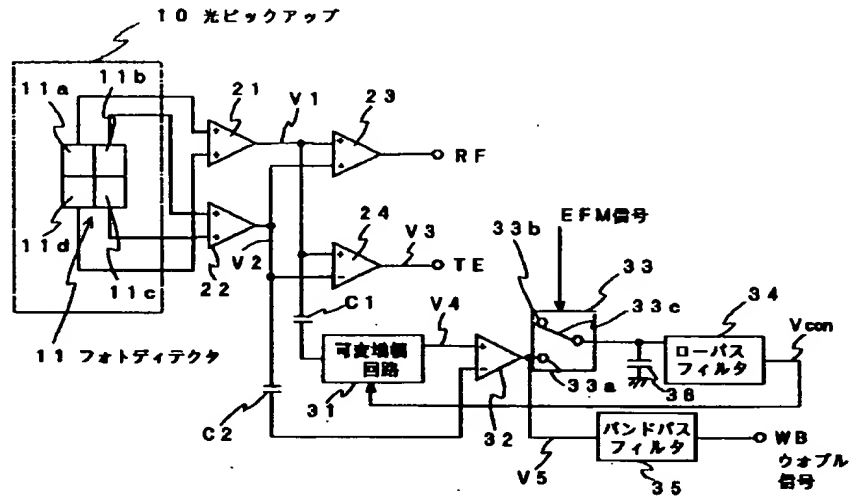 10 光ピックアップ
11a
11b
21
V1
23
RF
11d
11c
22
V2
24
V3
TE
EFM信号
33b
33
33c
34
Vcon
C1
V4
11 フォトディテクタ
可変増幅
回路
31
33a
ローパス
フィルタ
36
C2
32
バンドパス
フィルタ
WB
ウォブル
信号
V5
35